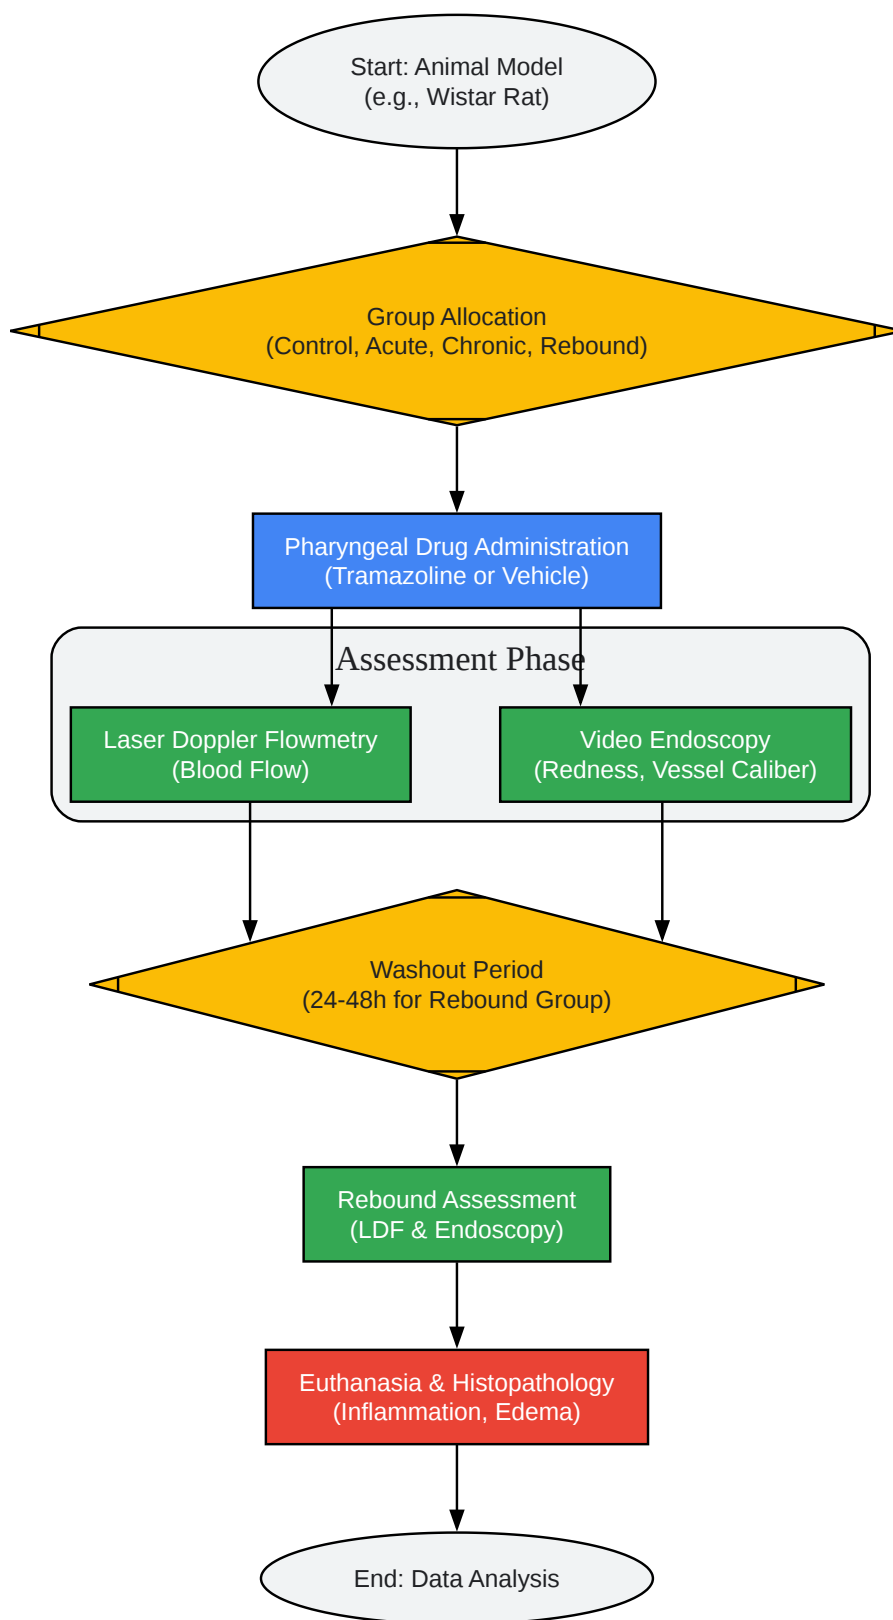 Start: Animal Model
(e.g., Wistar Rat)
Group Allocation
(Control, Acute, Chronic, Rebound)
Pharyngeal Drug Administration
(Tramazoline or Vehicle)
Assessment Phase
Laser Doppler Flowmetry
(Blood Flow)
Video Endoscopy
(Redness, Vessel Caliber)
Washout Period
(24-48h for Rebound Group)
Rebound Assessment
(LDF & Endoscopy)
Euthanasia & Histopathology
(Inflammation, Edema)
End: Data Analysis